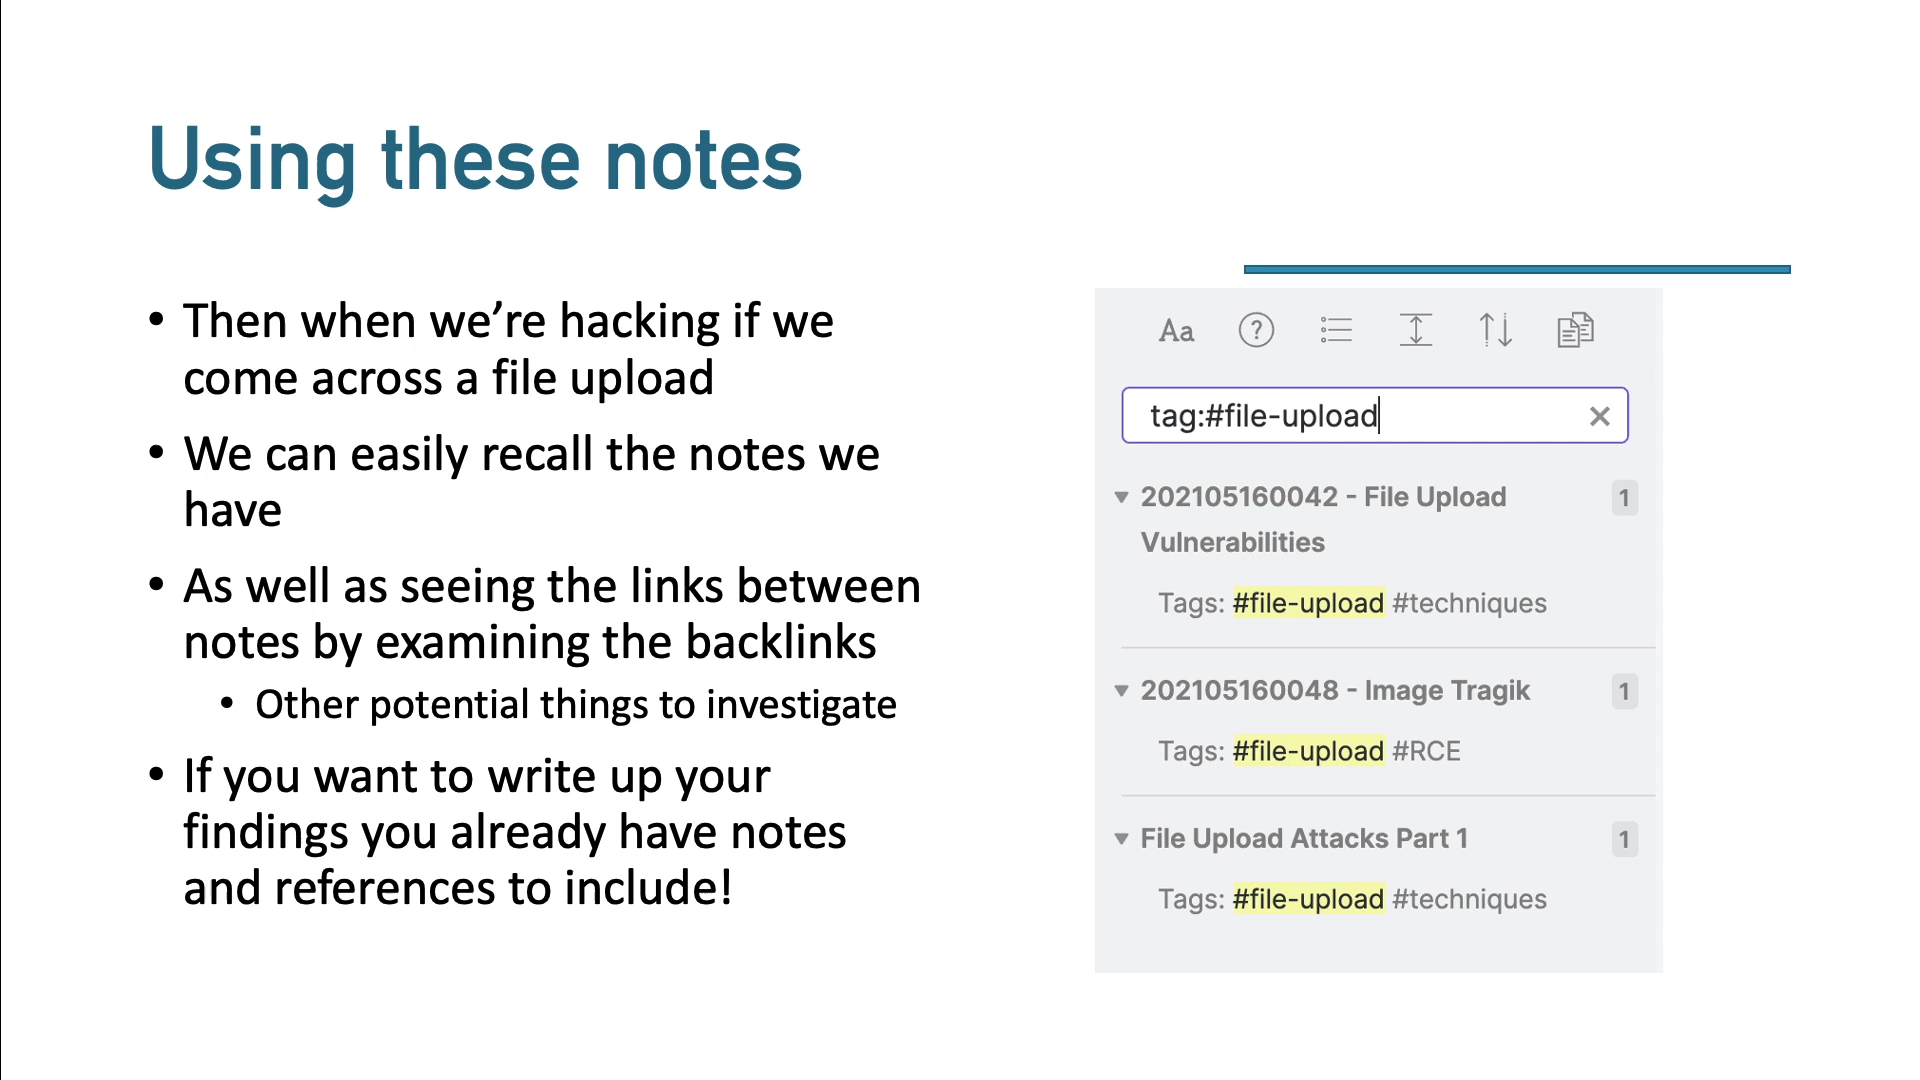 Using these notes
• Then when we’re hacking if we
come across a file upload
• We can easily recall the notes we
have
• As well as seeing the links between
notes by examining the backlinks
• Other potential things to investigate
• If you want to write up your
findings you already have notes
and references to include!
Aa ?
tag:#file-upload
202105160042 - File Upload 1
Vulnerabilities
Tags: #file-upload #techniques
202105160048 - Image Tragik 1
Tags: #file-upload #RCE
File Upload Attacks Part 1 1
Tags: #file-upload #techniques